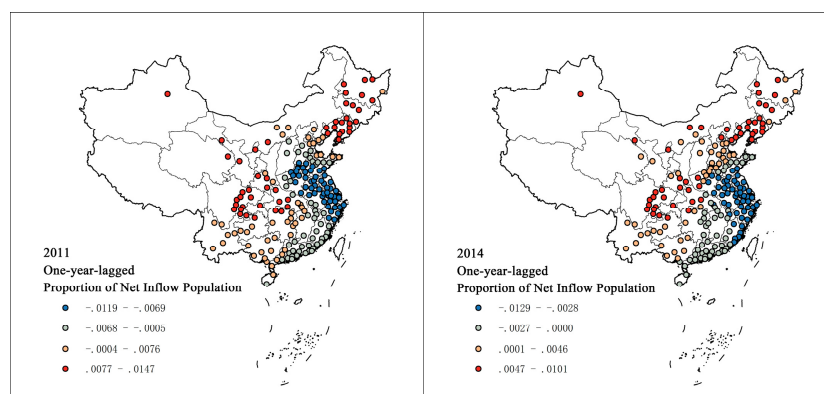 2011
One-year-lagged
Proportion of Net Inflow Population
-.0119 - -.0069
-.0068 - -.0005
-.0004 - .0076
.0077 - .0147
2014
One-year-lagged
Proportion of Net Inflow Population
-.0129 - -.0028
-.0027 - .0000
.0001 - .0046
.0047 - .0101